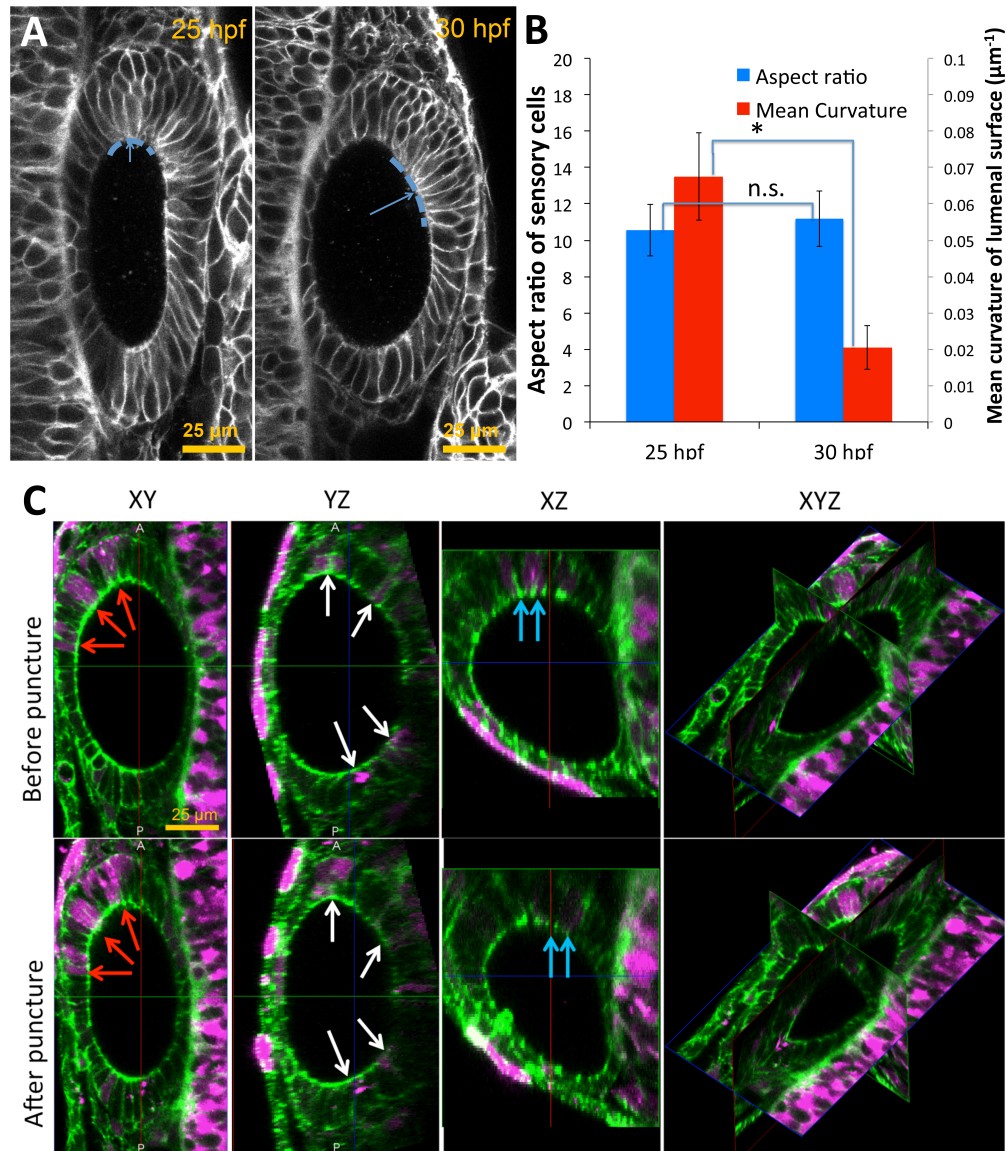 A
25 hpf
30 hpf
25 µm
25 µm
B
Aspect ratio of sensory cells
20
18
16
14
12
10
8
6
4
2
0
Aspect ratio
Mean Curvature
*
n.s.
25 hpf
30 hpf
0.1
0.09
0.08
0.07
0.06
0.05
0.04
0.03
0.02
0.01
0
Mean curvature of lumenal surface (µm⁻¹)
C
XY
YZ
XZ
XYZ
Before puncture
A
A
25 µm
P
P
After puncture
A
A
P
P